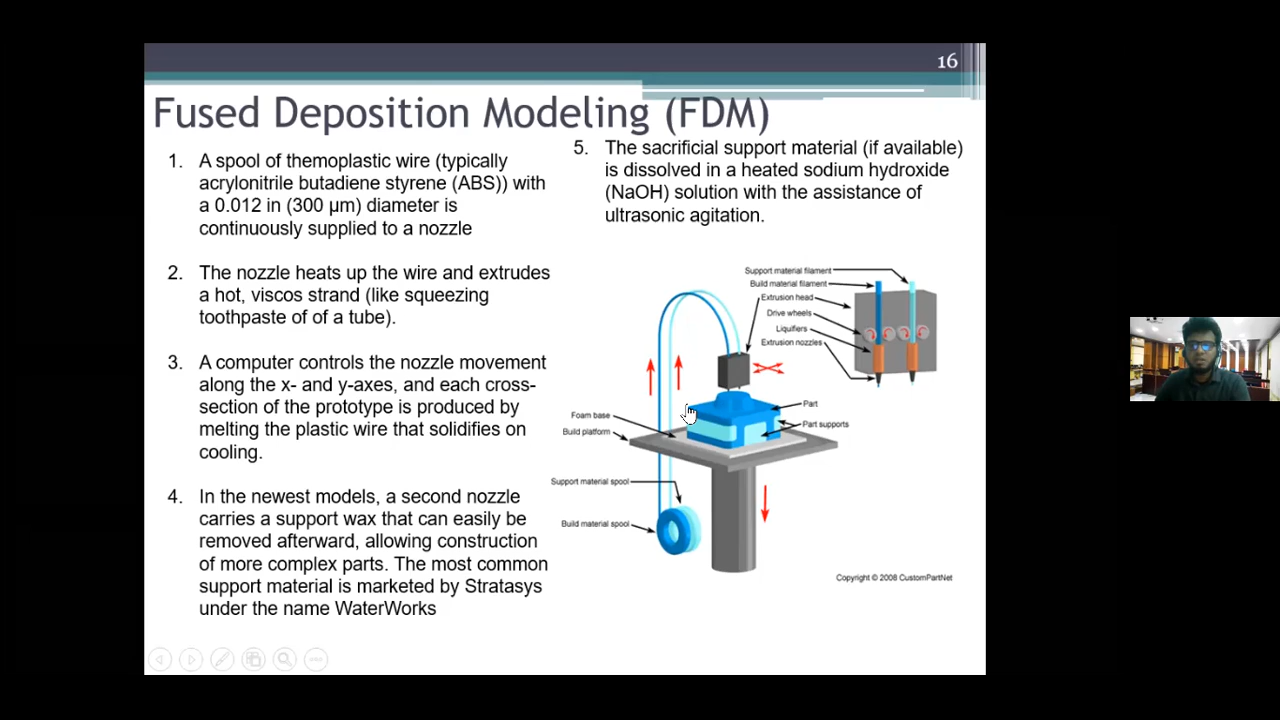 16
Fused Deposition Modeling (FDM)
1. A spool of themoplastic wire (typically
acrylonitrile butadiene styrene (ABS)) with
a 0.012 in (300 μm) diameter is
continuously supplied to a nozzle
2. The nozzle heats up the wire and extrudes
a hot, viscos strand (like squeezing
toothpaste of of a tube).
3. A computer controls the nozzle movement
along the x- and y-axes, and each cross-
section of the prototype is produced by
melting the plastic wire that solidifies on
cooling.
4. In the newest models, a second nozzle
carries a support wax that can easily be
removed afterward, allowing construction
of more complex parts. The most common
support material is marketed by Stratasys
under the name WaterWorks
5. The sacrificial support material (if available)
is dissolved in a heated sodium hydroxide
(NaOH) solution with the assistance of
ultrasonic agitation.
Support material filament
Build material filament
Extrusion head
Drive wheels
Liquifiers
Extrusion nozzles
Part
Part supports
Foam base
Build platform
Support material spool
Build material spool
Copyright © 2008 CustomPartNet